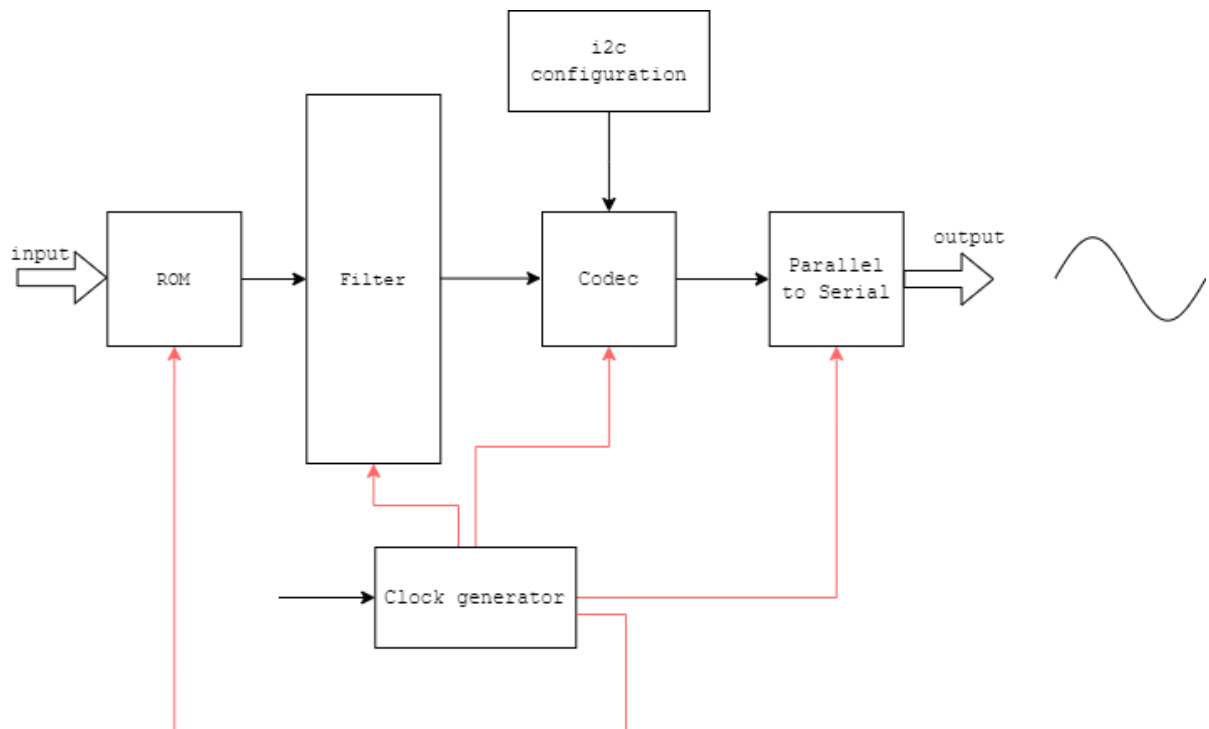 i2c
configuration
input
ROM
Filter
Codec
Parallel
to Serial
output
Clock generator